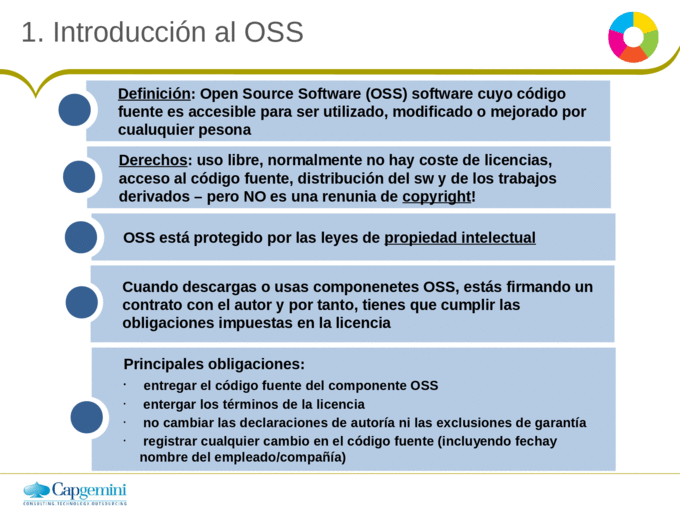 1. Introducción al OSS
Definición: Open Source Software (OSS) software cuyo código
fuente es accesible para ser utilizado, modificado o mejorado por
cualuquier pesona
Derechos: uso libre, normalmente no hay coste de licencias,
acceso al código fuente, distribución del sw y de los trabajos
derivados – pero NO es una renunia de copyright!
OSS está protegido por las leyes de propiedad intelectual
Cuando descargas o usas componenetes OSS, estás firmando un
contrato con el autor y por tanto, tienes que cumplir las
obligaciones impuestas en la licencia
Principales obligaciones:
· entregar el código fuente del componente OSS
· entergar los términos de la licencia
· no cambiar las declaraciones de autoría ni las exclusiones de garantía
· registrar cualquier cambio en el código fuente (incluyendo fechay
nombre del empleado/compañía)
Capgemini
CONSULTING.TECHNOLOGY.OUTSOURCING